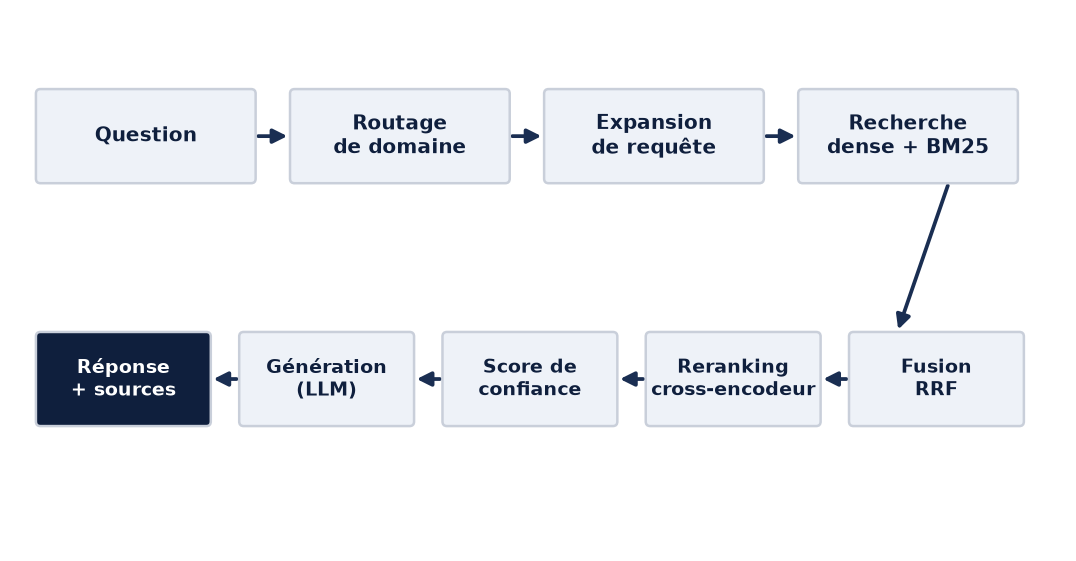 Question
Routage
de domaine
Expansion
de requête
Recherche
dense + BM25
Fusion
RRF
Reranking
cross-encodeur
Score de
confiance
Génération
(LLM)
Réponse
+ sources